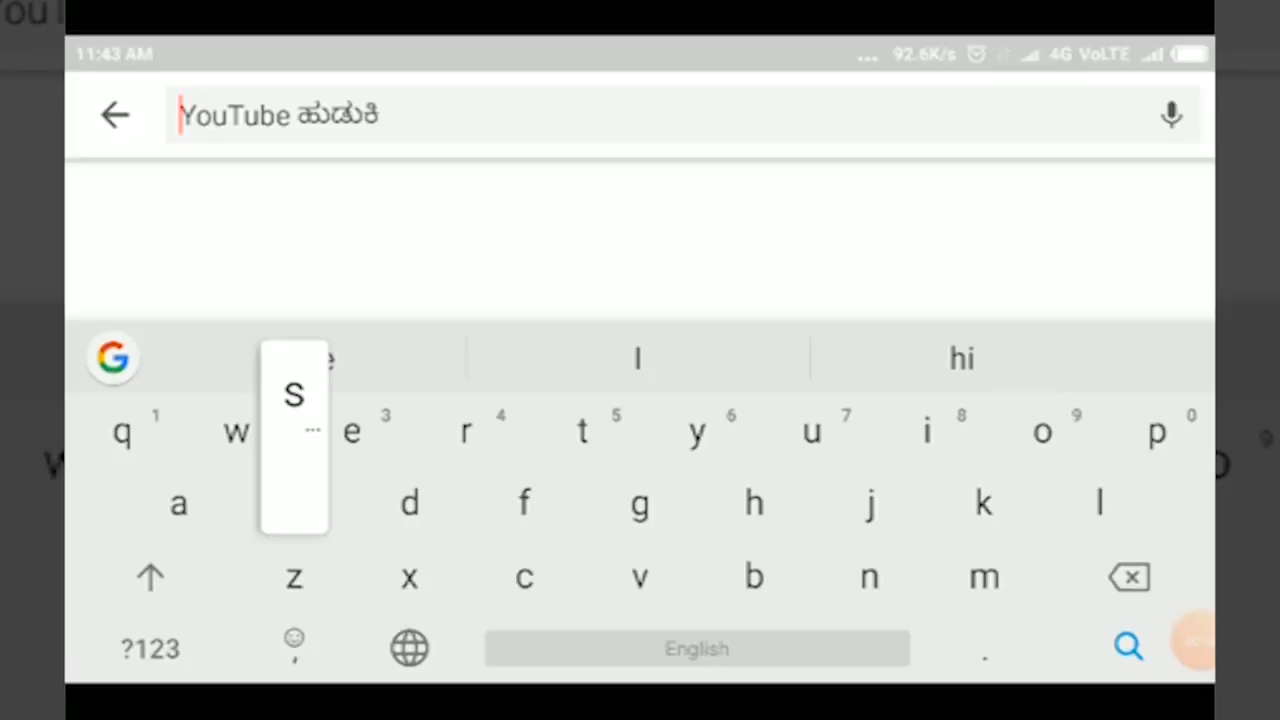 11:43 AM ... 92.6K/s 4G VoLTE
YouTube ಹುಡುಕಿ
I hi
S
q 1 w e 3 r 4 t 5 y 6 u 7 i 8 o 9 p 0
a d f g h j k l
z x c v b n m
?123 , English .